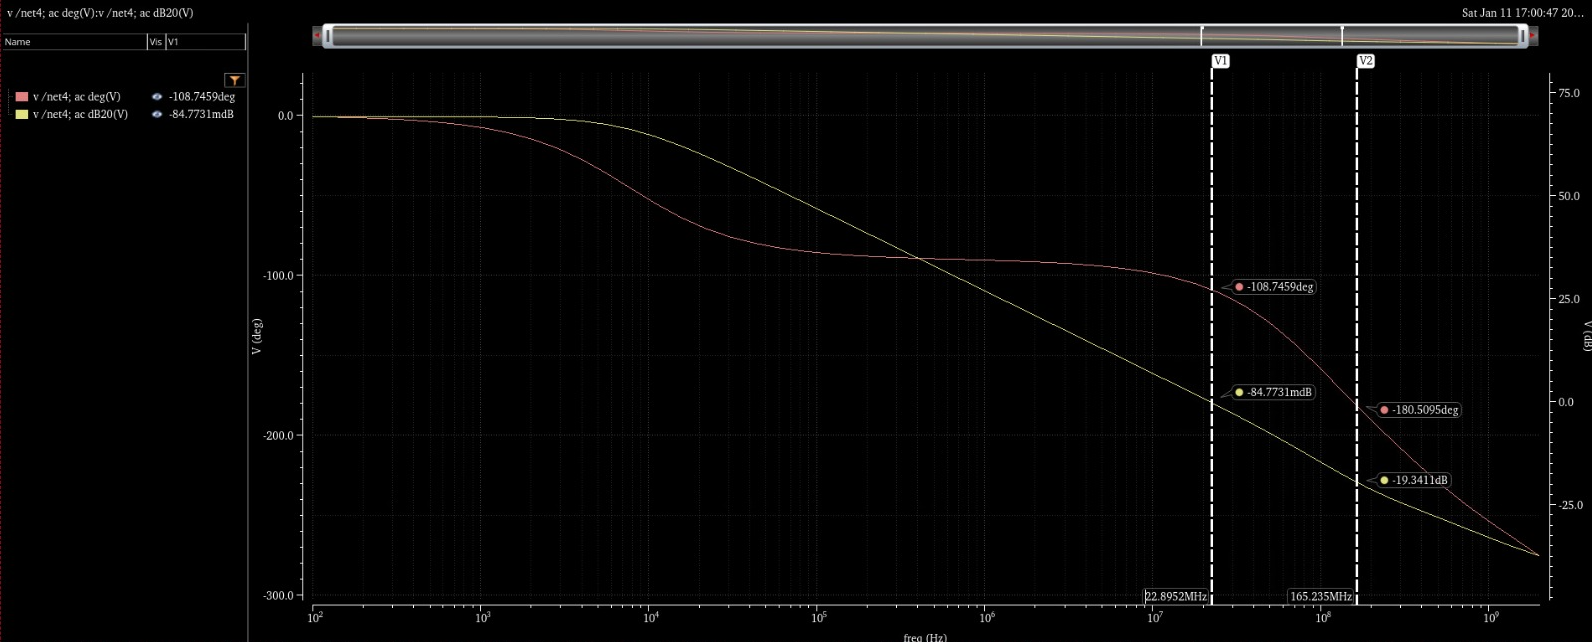 v /net4; ac deg(V):v /net4; ac dB20(V)
Sat Jan 11 17:00:47 20...
Name Vis V1
v /net4; ac deg(V) -108.7459deg
v /net4; ac dB20(V) -84.7731mdB
V1
V2
0.0
-100.0
-200.0
-300.0
V (deg)
75.0
50.0
25.0
0.0
-25.0
V (dB)
-108.7459deg
-84.7731mdB
-180.5095deg
-19.3411dB
22.8952MHz
165.235MHz
10² 10³ 10⁴ 10⁵ 10⁶ 10⁷ 10⁸ 10⁹
freq (Hz)